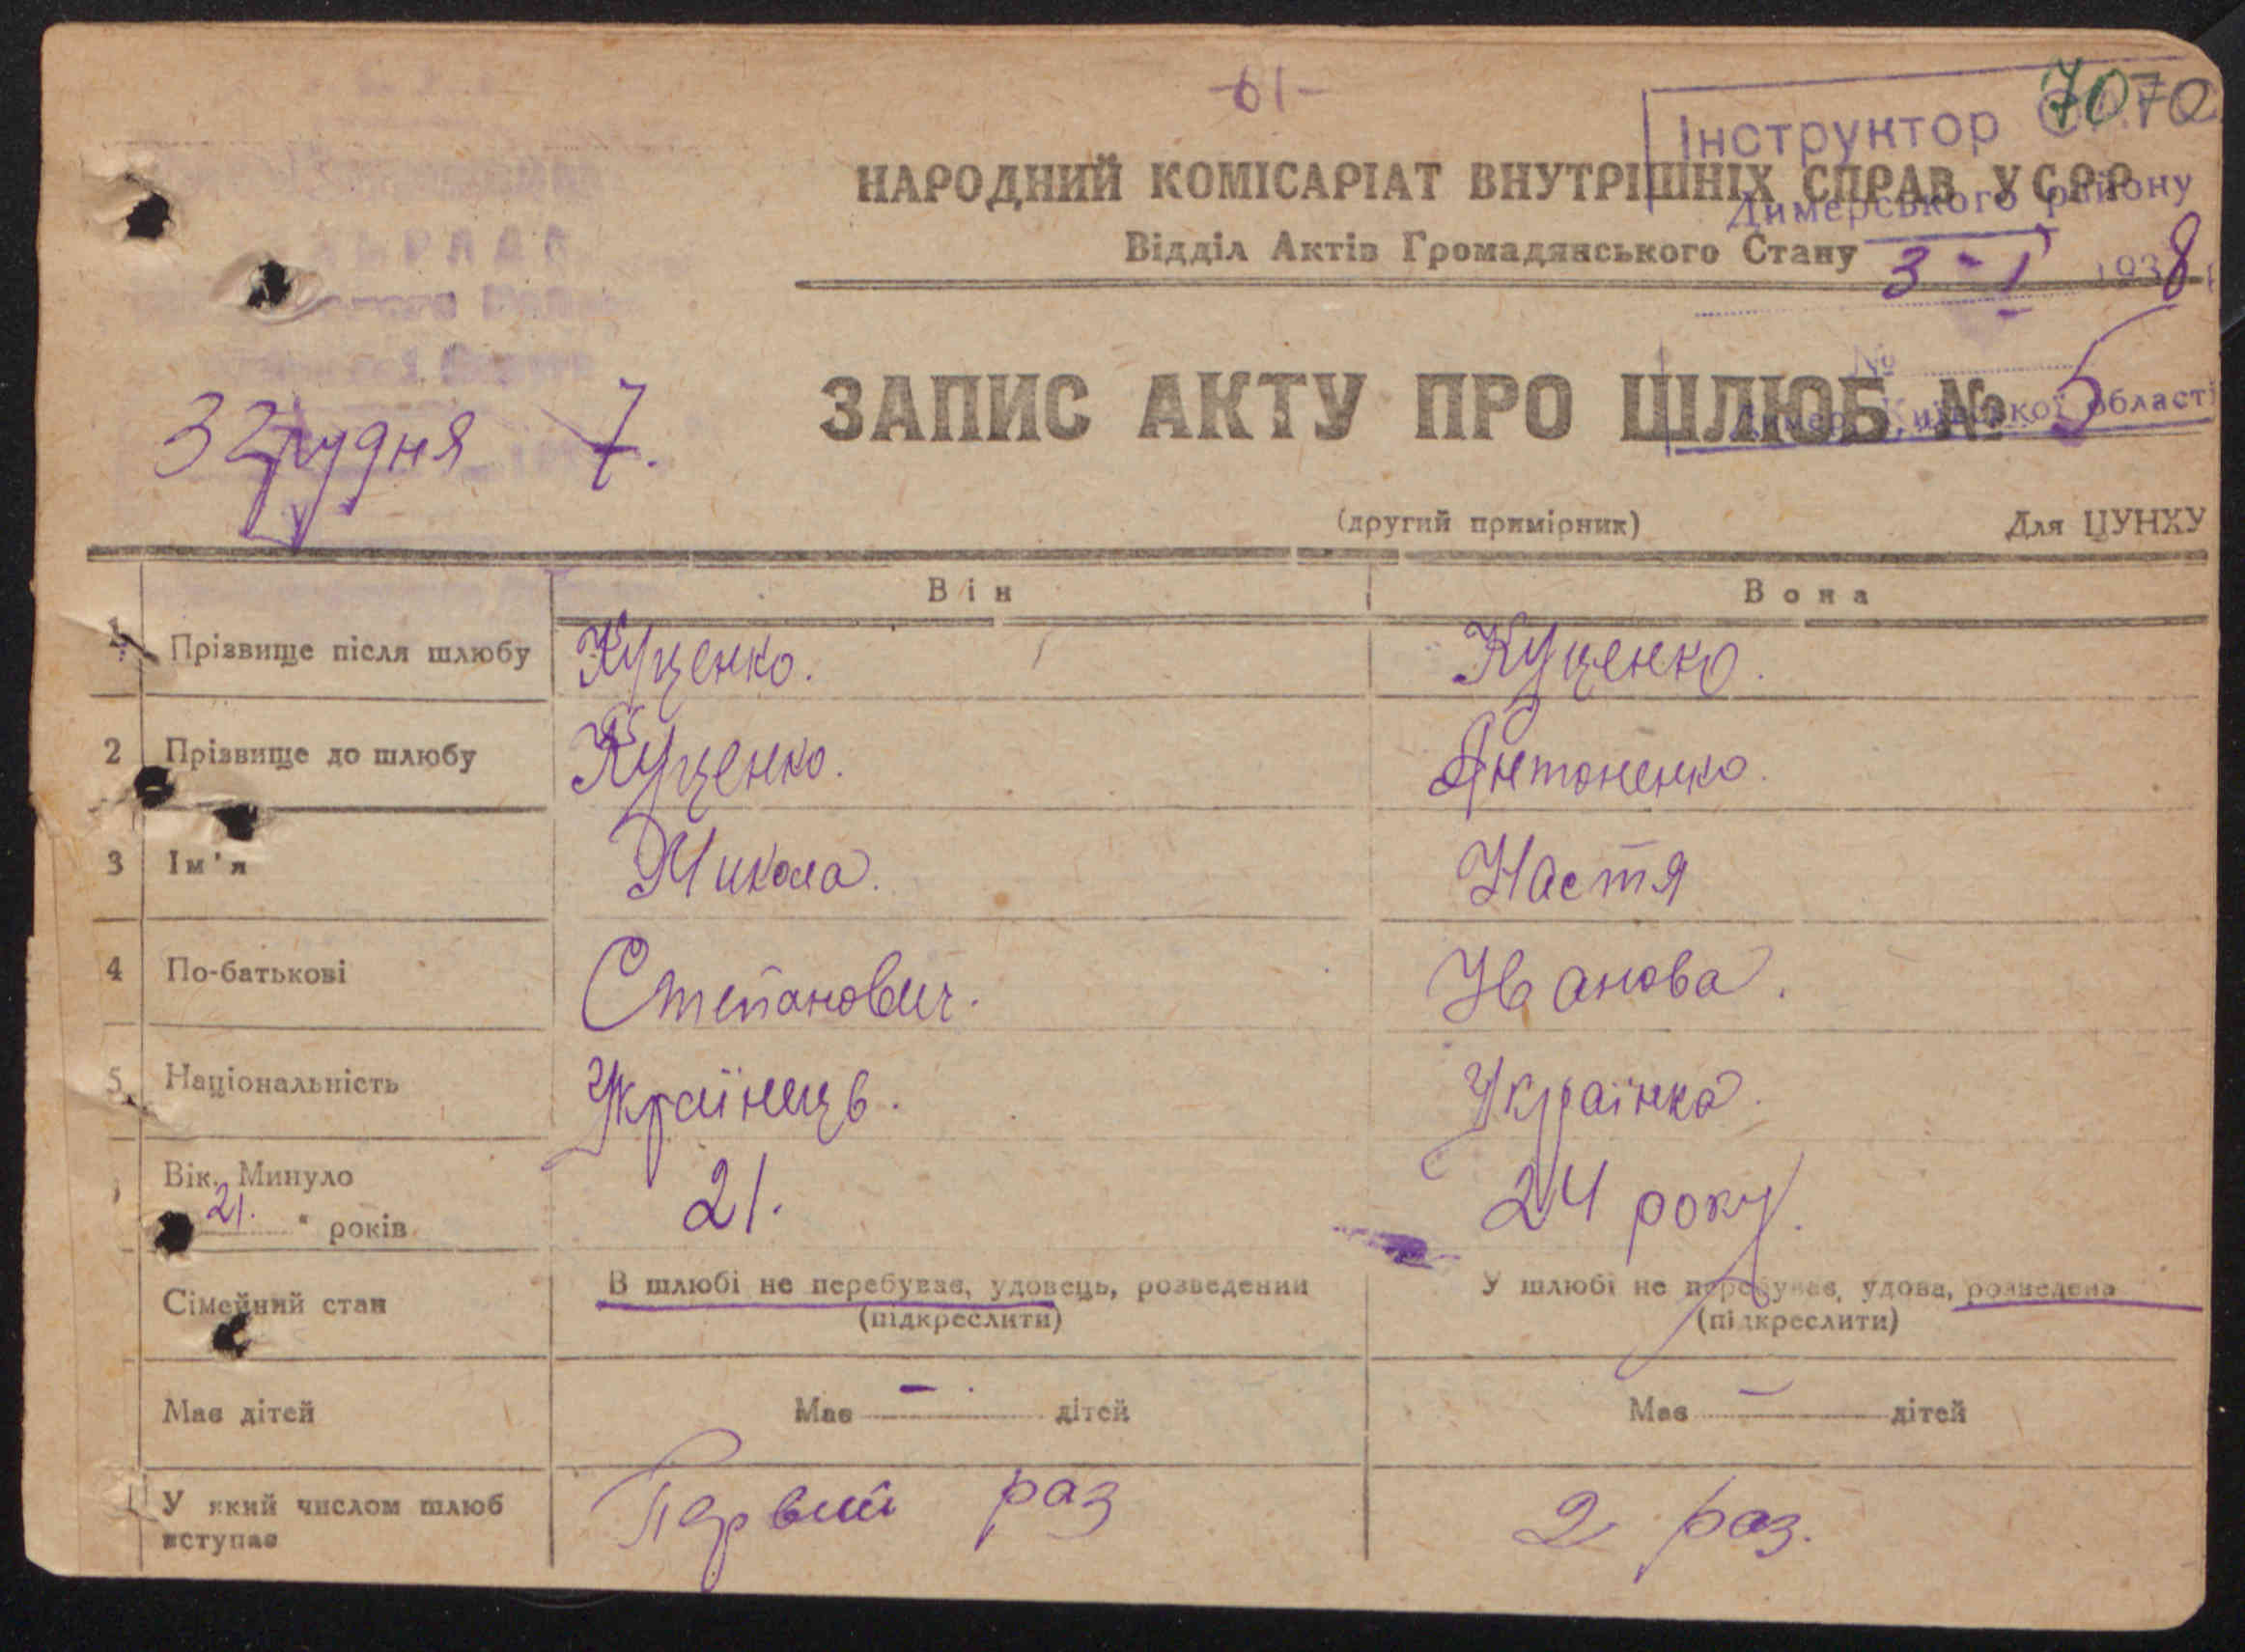 -61-
7070
Інструктор
НАРОДНИЙ КОМІСАРІАТ ВНУТРІШНІХ СПРАВ УСРР
Димерського району
Відділ Актів Громадянського Стану
3-I 1938
№
ЗАПИС АКТУ ПРО ШЛЮБ № 5
Димер, Київської області
3 Грудня 7.
(другий примірник)
Для ЦУНХУ
Він
Вона
1 Прізвище після шлюбу Куценко. Куценко.
2 Прізвище до шлюбу Куценко. Антоненко.
3 Ім'я Микола. Настя
4 По-батькові Степанович. Иванова.
5 Національність Українець. Українка.
Вік. Минуло 21. років 21. 24 року.
Сімейний стан В шлюбі не перебуває, удовець, розведений (підкреслити) У шлюбі не перебуває, удова, розведена (підкреслити)
Має дітей Має - дітей Має - дітей
У який числом шлюб вступає Первий раз 2 раз.